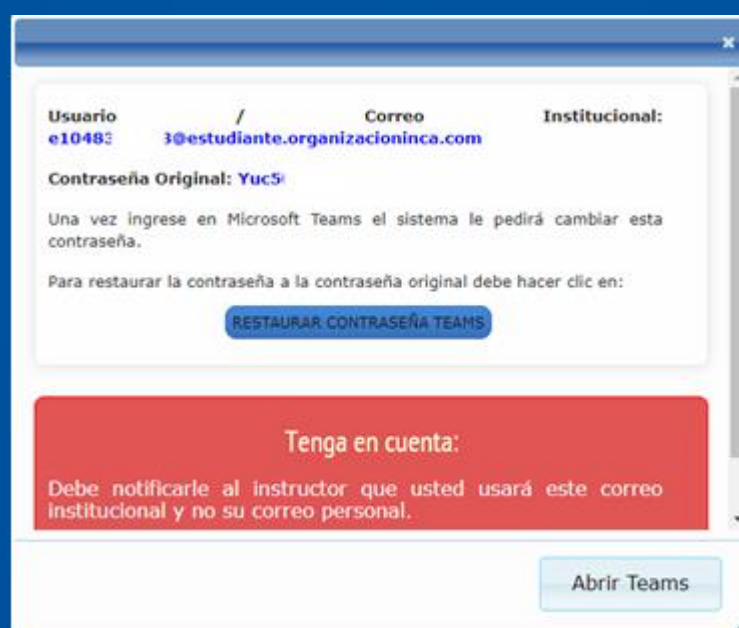 Usuario / Correo Institucional:
e10483 3@estudiante.organizacioninca.com
Contraseña Original: Yuc5
Una vez ingrese en Microsoft Teams el sistema le pedirá cambiar esta
contraseña.
Para restaurar la contraseña a la contraseña original debe hacer clic en:
RESTAURAR CONTRASEÑA TEAMS
Tenga en cuenta:
Debe notificarle al instructor que usted usará este correo
institucional y no su correo personal.
Abrir Teams